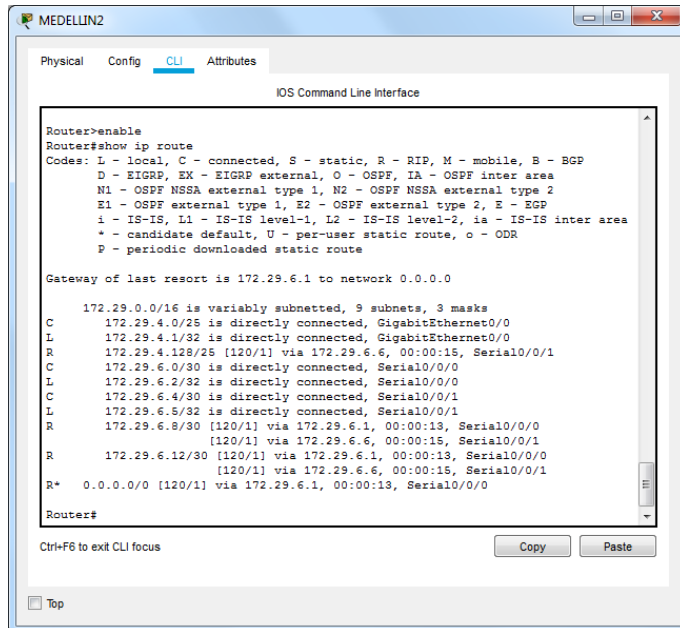 MEDELLIN2
Physical Config CLI Attributes
IOS Command Line Interface
Router>enable
Router#show ip route
Codes: L - local, C - connected, S - static, R - RIP, M - mobile, B - BGP
D - EIGRP, EX - EIGRP external, O - OSPF, IA - OSPF inter area
N1 - OSPF NSSA external type 1, N2 - OSPF NSSA external type 2
E1 - OSPF external type 1, E2 - OSPF external type 2, E - EGP
i - IS-IS, L1 - IS-IS level-1, L2 - IS-IS level-2, ia - IS-IS inter area
* - candidate default, U - per-user static route, o - ODR
P - periodic downloaded static route
Gateway of last resort is 172.29.6.1 to network 0.0.0.0
172.29.0.0/16 is variably subnetted, 9 subnets, 3 masks
C 172.29.4.0/25 is directly connected, GigabitEthernet0/0
L 172.29.4.1/32 is directly connected, GigabitEthernet0/0
R 172.29.4.128/25 [120/1] via 172.29.6.6, 00:00:15, Serial0/0/1
C 172.29.6.0/30 is directly connected, Serial0/0/0
L 172.29.6.2/32 is directly connected, Serial0/0/0
C 172.29.6.4/30 is directly connected, Serial0/0/1
L 172.29.6.5/32 is directly connected, Serial0/0/1
R 172.29.6.8/30 [120/1] via 172.29.6.1, 00:00:13, Serial0/0/0
[120/1] via 172.29.6.6, 00:00:15, Serial0/0/1
R 172.29.6.12/30 [120/1] via 172.29.6.1, 00:00:13, Serial0/0/0
[120/1] via 172.29.6.6, 00:00:15, Serial0/0/1
R* 0.0.0.0/0 [120/1] via 172.29.6.1, 00:00:13, Serial0/0/0
Router#
Ctrl+F6 to exit CLI focus Copy Paste
Top